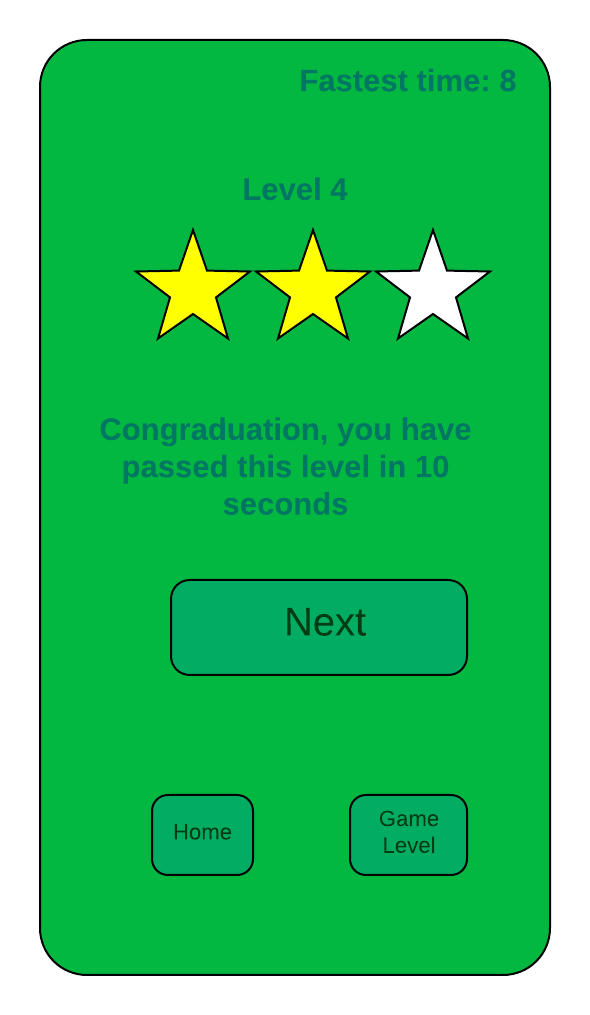 Fastest time: 8
Level 4
Congraduation, you have
passed this level in 10
seconds
Next
Home
Game
Level